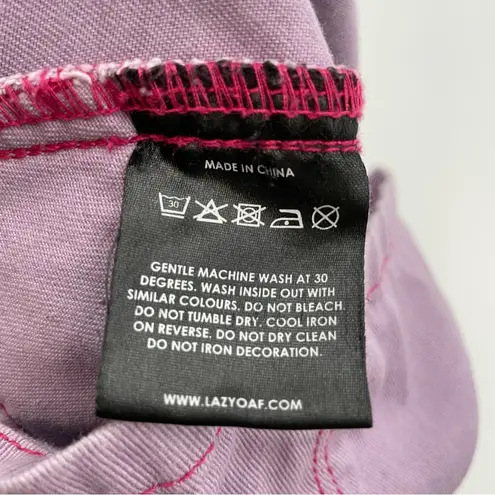 MADE IN CHINA
30
GENTLE MACHINE WASH AT 30
DEGREES. WASH INSIDE OUT WITH
SIMILAR COLOURS. DO NOT BLEACH.
DO NOT TUMBLE DRY. COOL IRON
ON REVERSE. DO NOT DRY CLEAN
DO NOT IRON DECORATION.
WWW.LAZYOAF.COM